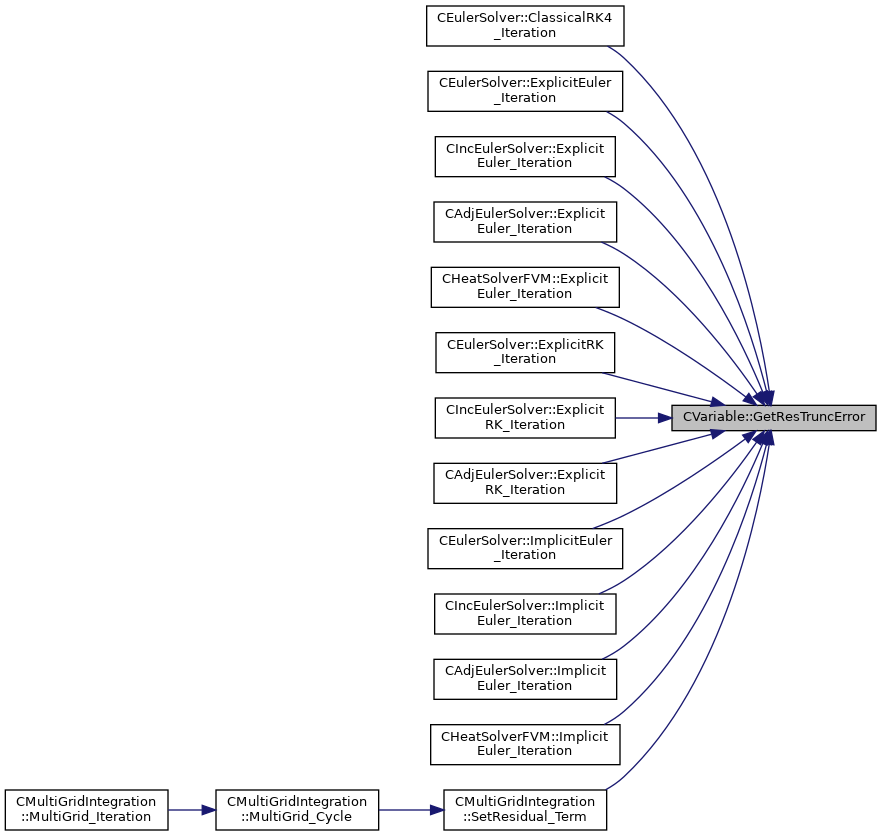 CEulerSolver::ClassicalRK4
_Iteration
CEulerSolver::ExplicitEuler
_Iteration
CIncEulerSolver::Explicit
Euler_Iteration
CAdjEulerSolver::Explicit
Euler_Iteration
CHeatSolverFVM::Explicit
Euler_Iteration
CEulerSolver::ExplicitRK
_Iteration
CIncEulerSolver::Explicit
RK_Iteration
CVariable::GetResTruncError
CAdjEulerSolver::Explicit
RK_Iteration
CEulerSolver::ImplicitEuler
_Iteration
CIncEulerSolver::Implicit
Euler_Iteration
CAdjEulerSolver::Implicit
Euler_Iteration
CHeatSolverFVM::Implicit
Euler_Iteration
CMultiGridIntegration
::MultiGrid_Iteration
CMultiGridIntegration
::MultiGrid_Cycle
CMultiGridIntegration
::SetResidual_Term